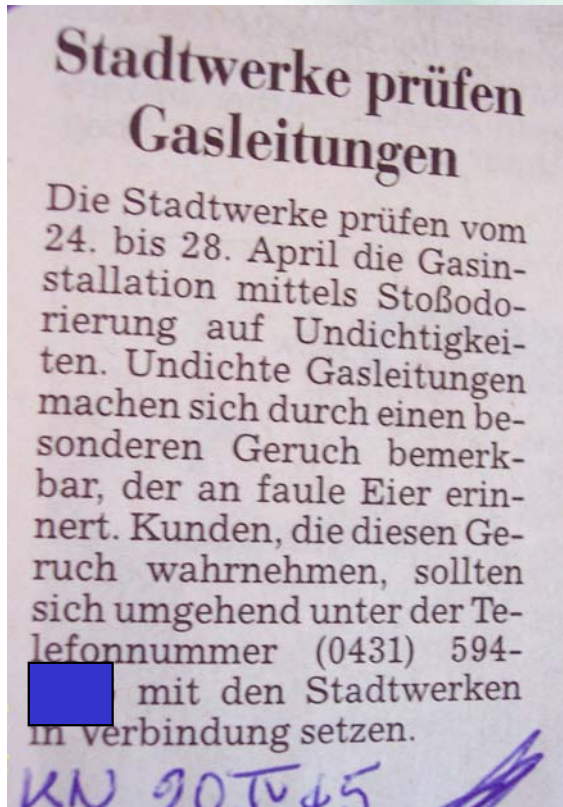 Stadtwerke prüfen
Gasleitungen
Die Stadtwerke prüfen vom
24. bis 28. April die Gasin-
stallation mittels Stoßodo-
rierung auf Undichtigkei-
ten. Undichte Gasleitungen
machen sich durch einen be-
sonderen Geruch bemerk-
bar, der an faule Eier erin-
nert. Kunden, die diesen Ge-
ruch wahrnehmen, sollten
sich umgehend unter der Te-
lefonnummer (0431) 594-
mit den Stadtwerken
in Verbindung setzen.
KN 20 IV